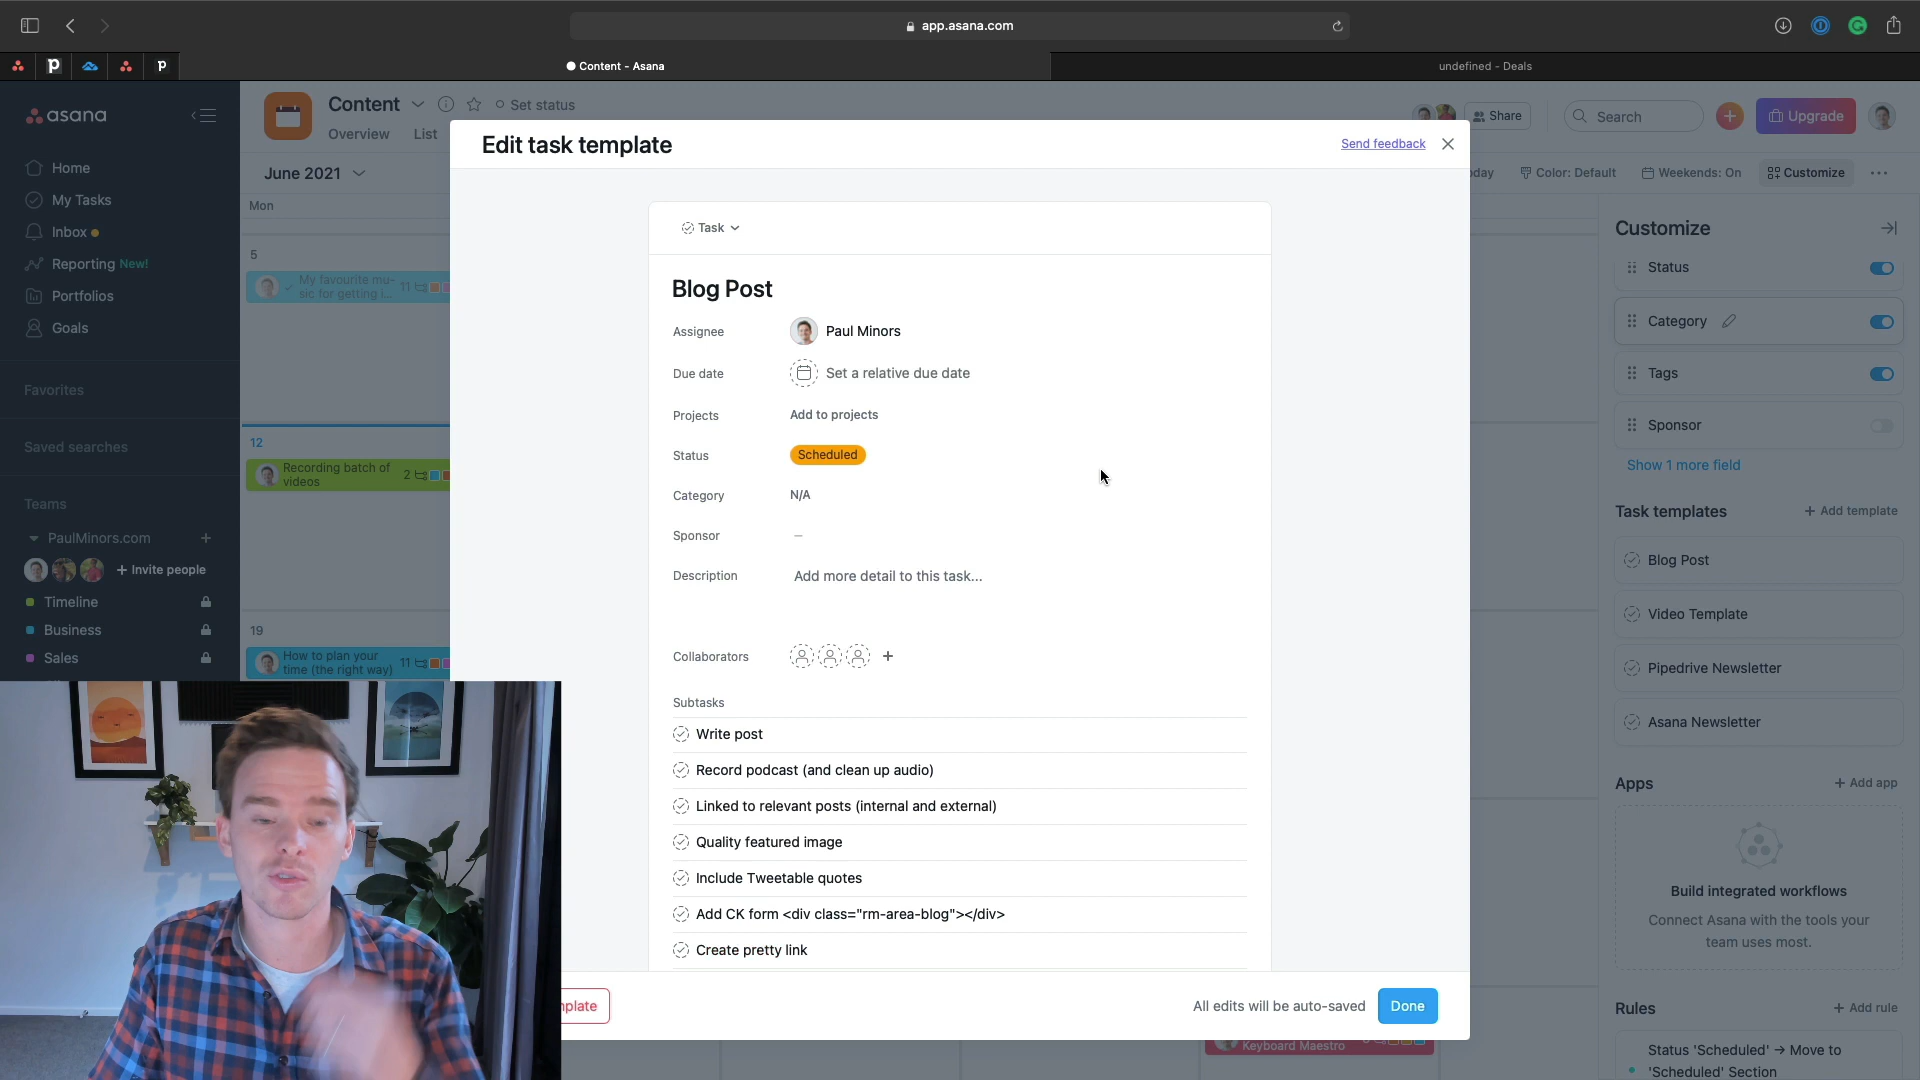 app.asana.com
Content - Asana
undefined - Deals
asana
Home
My Tasks
Inbox
Reporting New!
Portfolios
Goals
Favorites
Saved searches
Teams
PaulMinors.com
+ Invite people
Timeline
Business
Sales
Content
Set status
Overview
List
Share
Search
Upgrade
June 2021
Color: Default
Weekends: On
Customize
Mon
5
My favourite mu-
sic for getting i...
11
12
Recording batch of
videos
2
19
How to plan your
time (the right way)
11
Edit task template
Send feedback
Task
Blog Post
Assignee
Paul Minors
Due date
Set a relative due date
Projects
Add to projects
Status
Scheduled
Category
N/A
Sponsor
—
Description
Add more detail to this task...
Collaborators
Subtasks
Write post
Record podcast (and clean up audio)
Linked to relevant posts (internal and external)
Quality featured image
Include Tweetable quotes
Add CK form <div class="rm-area-blog"></div>
Create pretty link
All edits will be auto-saved
Done
Keyboard Maestro
Customize
Status
Category
Tags
Sponsor
Show 1 more field
Task templates
+ Add template
Blog Post
Video Template
Pipedrive Newsletter
Asana Newsletter
Apps
+ Add app
Build integrated workflows
Connect Asana with the tools your
team uses most.
Rules
+ Add rule
Status 'Scheduled' → Move to
'Scheduled' Section